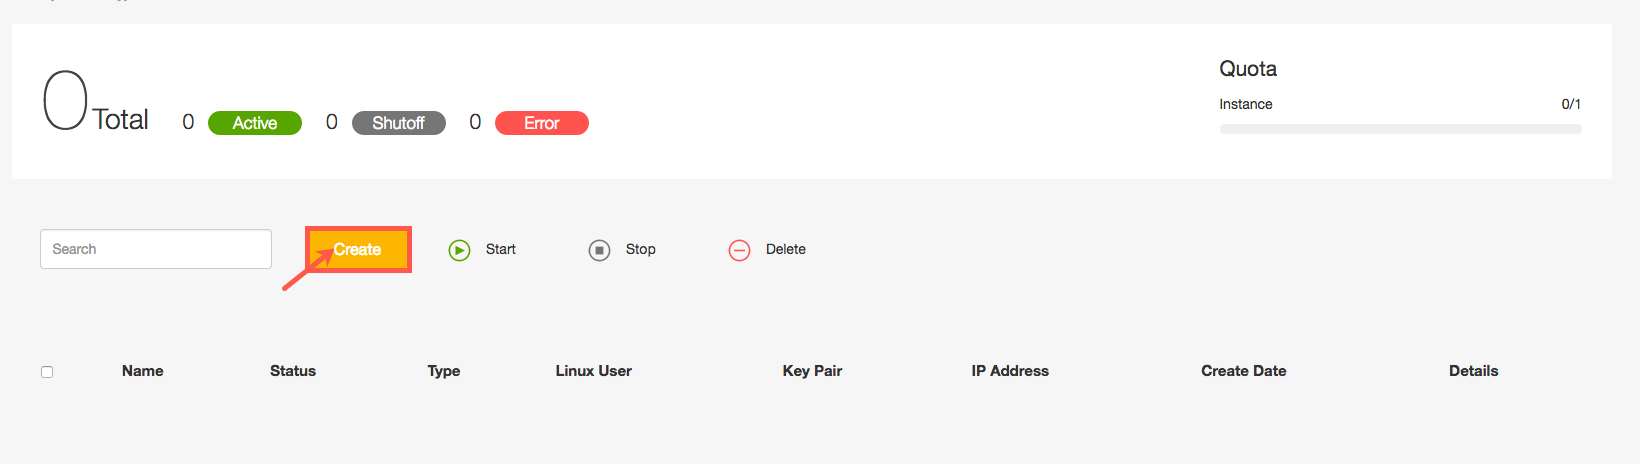 Quota
0 Total 0 Active 0 Shutoff 0 Error
Instance 0/1
Search Create Start Stop Delete
Name Status Type Linux User Key Pair IP Address Create Date Details